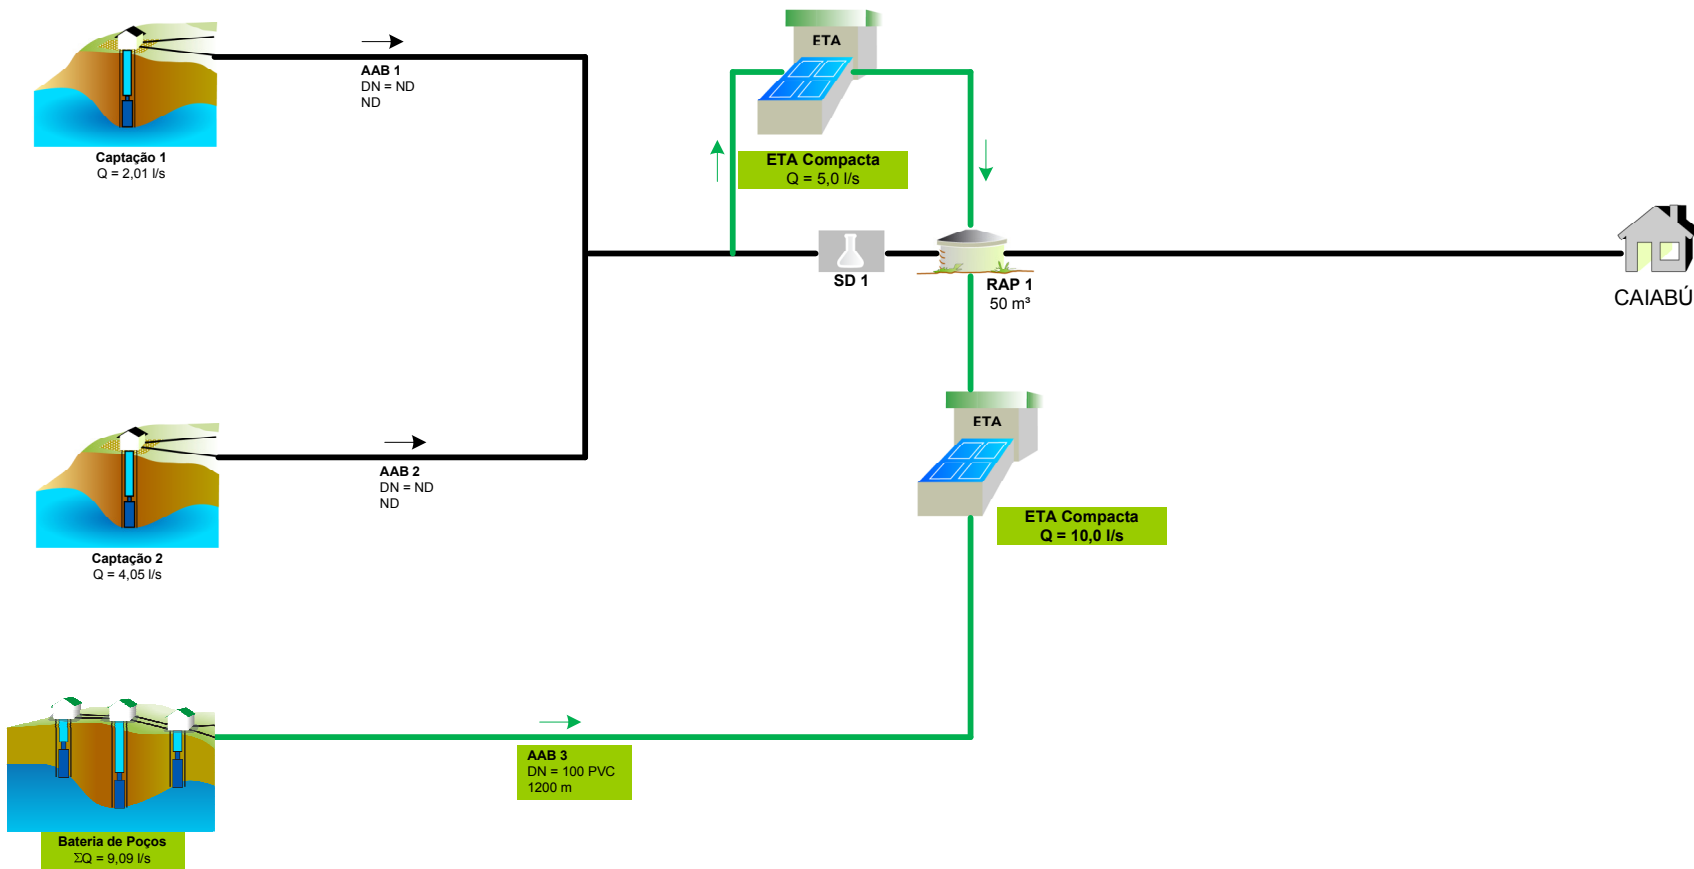 ETA
AAB 1
DN = ND
ND
Captação 1
Q = 2,01 l/s
ETA Compacta
Q = 5,0 l/s
SD 1
RAP 1
50 m³
CAIABÚ
ETA
AAB 2
DN = ND
ND
ETA Compacta
Q = 10,0 l/s
Captação 2
Q = 4,05 l/s
AAB 3
DN = 100 PVC
1200 m
Bateria de Poços
ΣQ = 9,09 l/s